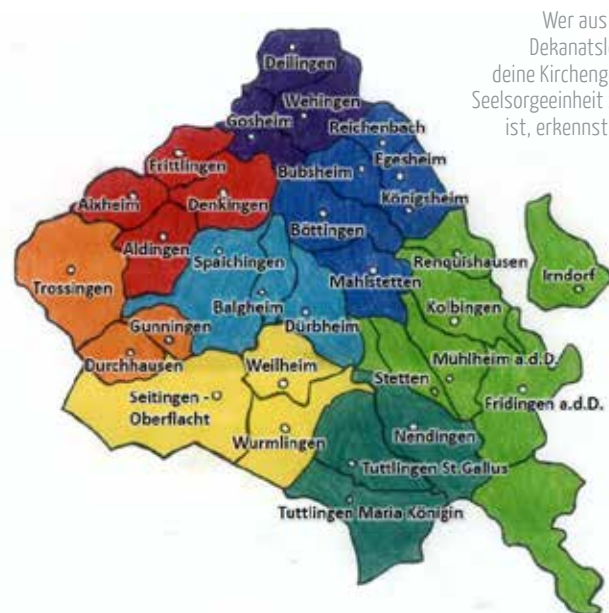 Wer aus
deine Kircheng
Seelsorgeeinheit
ist, erkennst
Deilingen
Wehingen
Gosheim
Reichenbach
Egesheim
Frittlingen
Bubsheim
Königsheim
Aixheim
Denkingen
Böttingen
Aldingen
Spaichingen
Renquishausen
Irndorf
Trossingen
Mahlstetten
Balgheim
Kolbingen
Gunningen
Dürbheim
Durchhausen
Weilheim
Mühlheim a.d.D.
Stetten
Seitingen -
Oberflacht
Fridingen a.d.D.
Wurmlingen
Nendingen
Tuttlingen St.Gallus
Tuttlingen Maria Königin